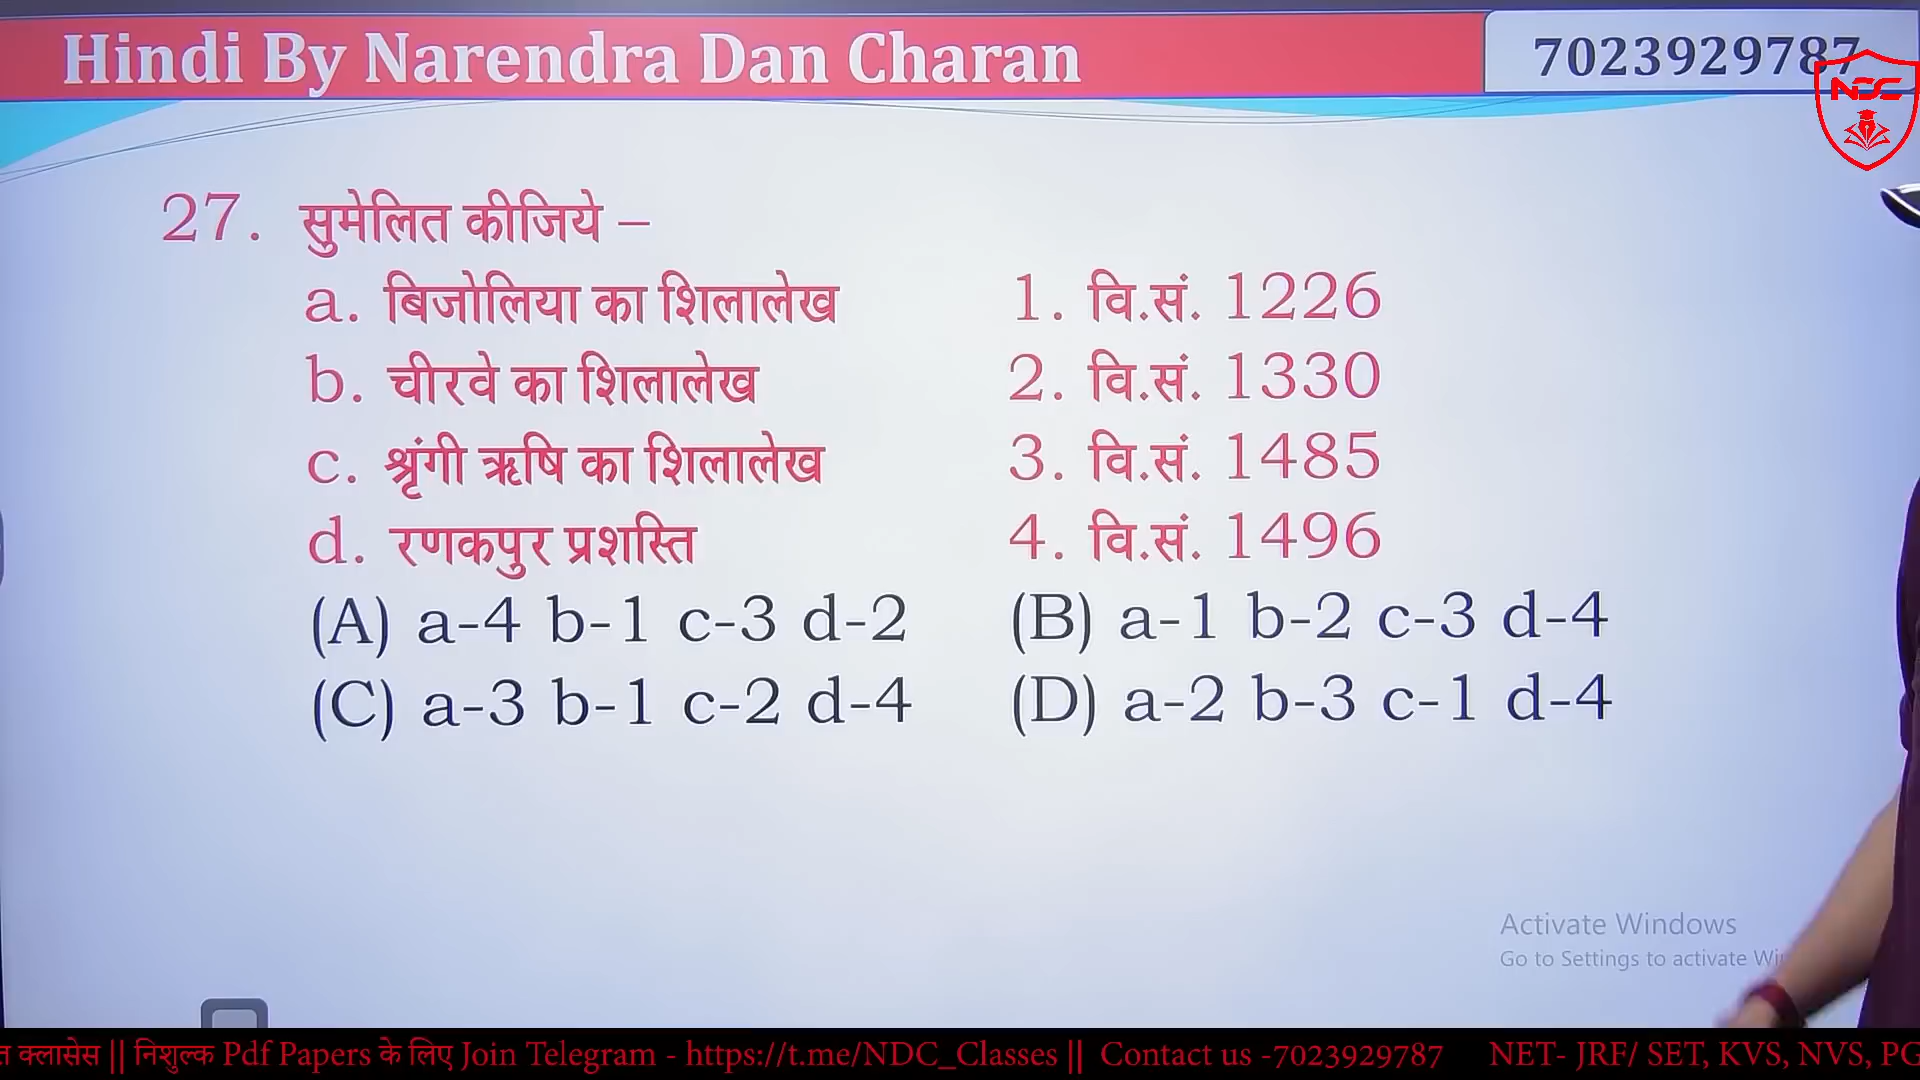 Hindi By Narendra Dan Charan 7023929787
NDC
27. सुमेलित कीजिये –
a. बिजोलिया का शिलालेख 1. वि.सं. 1226
b. चीरवे का शिलालेख 2. वि.सं. 1330
c. श्रृंगी ऋषि का शिलालेख 3. वि.सं. 1485
d. रणकपुर प्रशस्ति 4. वि.सं. 1496
(A) a-4 b-1 c-3 d-2 (B) a-1 b-2 c-3 d-4
(C) a-3 b-1 c-2 d-4 (D) a-2 b-3 c-1 d-4
Activate Windows
Go to Settings to activate
क्लासेस || निशुल्क Pdf Papers के लिए Join Telegram - https://t.me/NDC_Classes || Contact us -7023929787 NET- JRF/ SET, KVS, NVS, PG